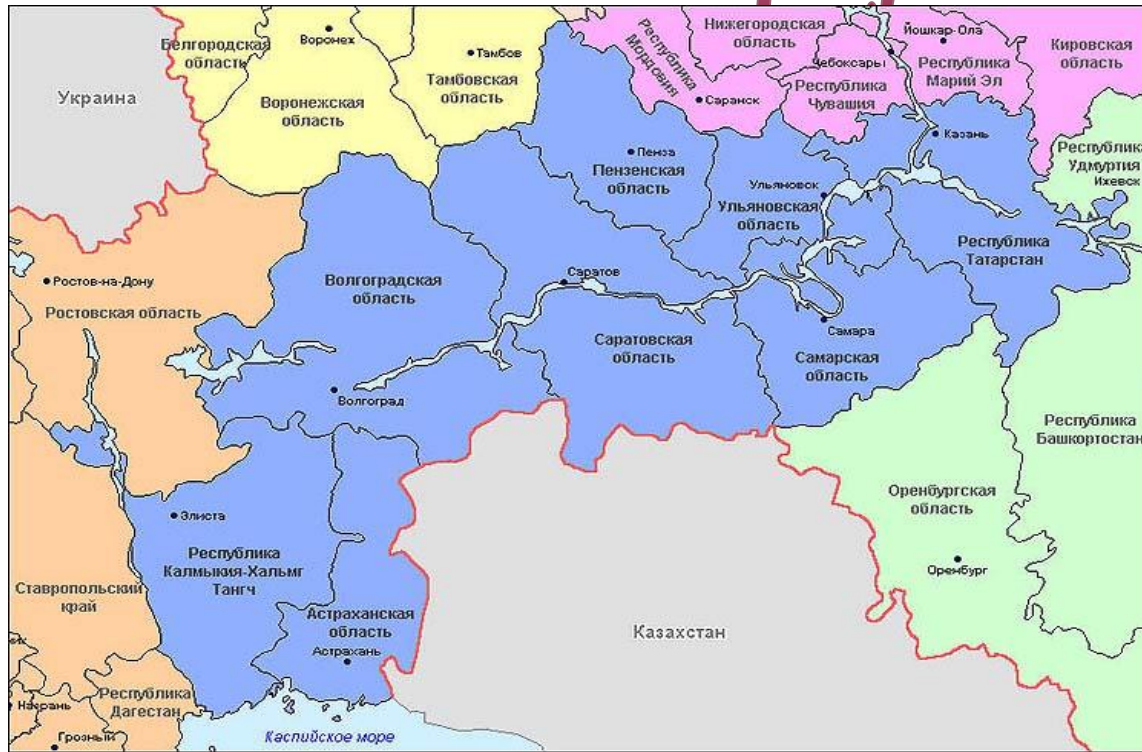 Белгородская
область
Воронех
Тамбов
Тамбовская
область
Воронежская
область
Украина
Республика
Мордовия
Саранск
Нижегородская
область
Чебоксары
Республика
Чувашия
Йошкар-Ола
Республика
Марий Эл
Кировская
область
Казань
Республика
Удмуртия
Ихевск
Пенза
Пензенская
область
Ульяновск
Ульяновская
область
Республика
Татарстан
Ростов-на-Дону
Ростовская область
Волгоградская
область
Саратов
Саратовская
область
Самара
Самарская
область
Волгоград
Республика
Башкортостан
Оренбургская
область
Оренбург
Элиста
Республика
Калмыкия-Хальмг
Тангч
Ставропольский
край
Астраханская
область
Астрахань
Казахстан
Республика
Дагестан
Назрань
Грозный
Каспийское море